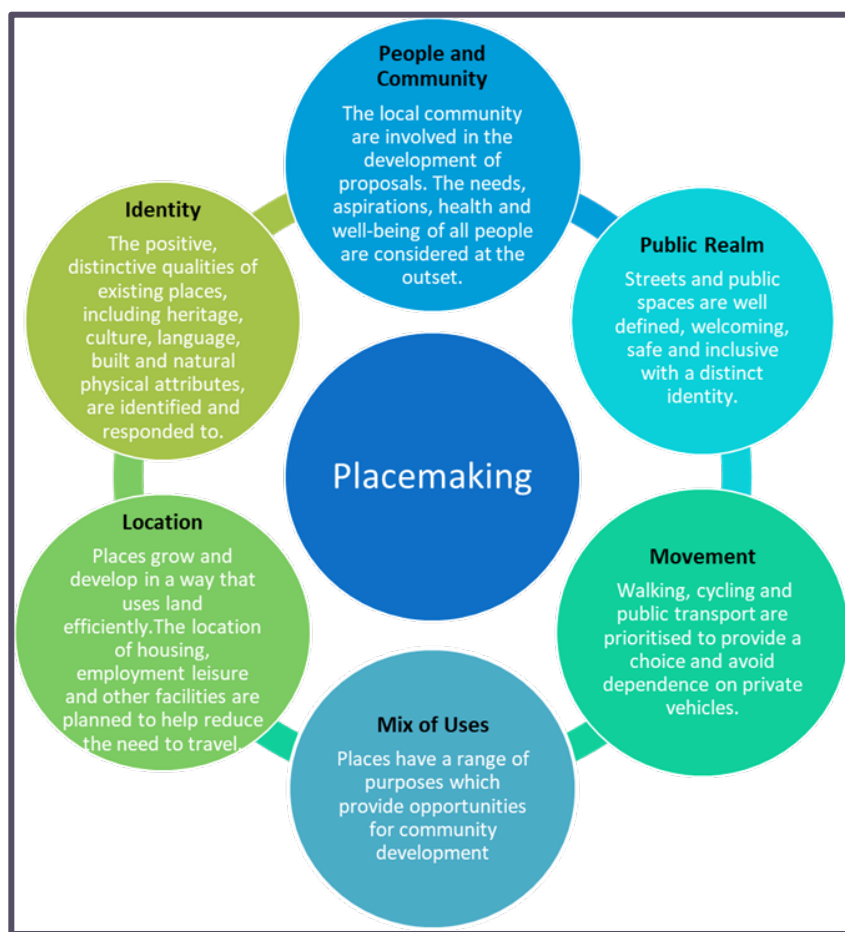 People and
Community
The local community
are involved in the
development of
proposals. The needs,
aspirations, health and
well-being of all people
are considered at the
outset.
Public Realm
Streets and public
spaces are well
defined, welcoming,
safe and inclusive
with a distinct
identity.
Movement
Walking, cycling and
public transport are
prioritised to provide a
choice and avoid
dependence on private
vehicles.
Mix of Uses
Places have a range of
purposes which
provide opportunities
for community
development
Location
Places grow and
develop in a way that
uses land
efficiently.The location
of housing,
employment leisure
and other facilities are
planned to help reduce
the need to travel.
Identity
The positive,
distinctive qualities of
existing places,
including heritage,
culture, language,
built and natural
physical attributes,
are identified and
responded to.
Placemaking